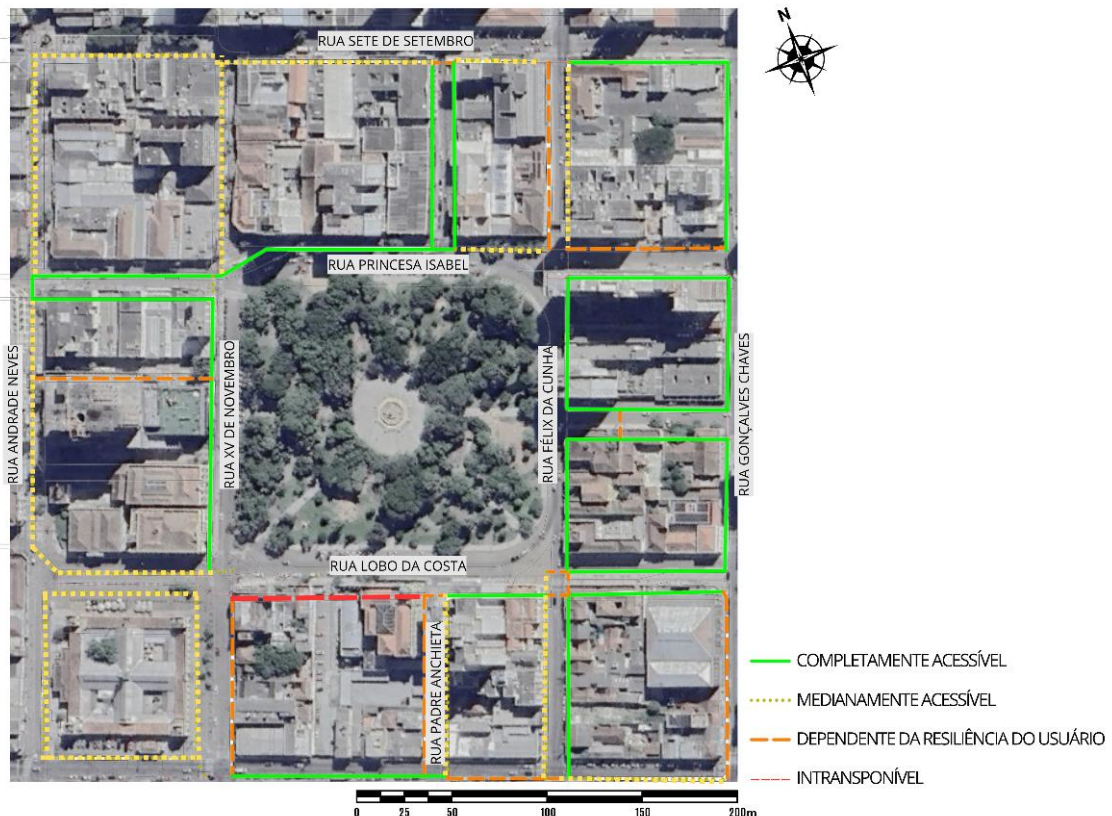 RUA SETE DE SETEMBRO
N
RUA PRINCESA ISABEL
RUA ANDRADE NEVES
RUA XV DE NOVEMBRO
RUA FÉLIX DA CUNHA
RUA GONÇALVES CHAVES
RUA LOBO DA COSTA
RUA PADRE ANCHIETA
COMPLETAMENTE ACESSÍVEL
MEDIANAMENTE ACESSÍVEL
DEPENDENTE DA RESILIÊNCIA DO USUÁRIO
INTRANSPONÍVEL
0 25 50 100 150 200m